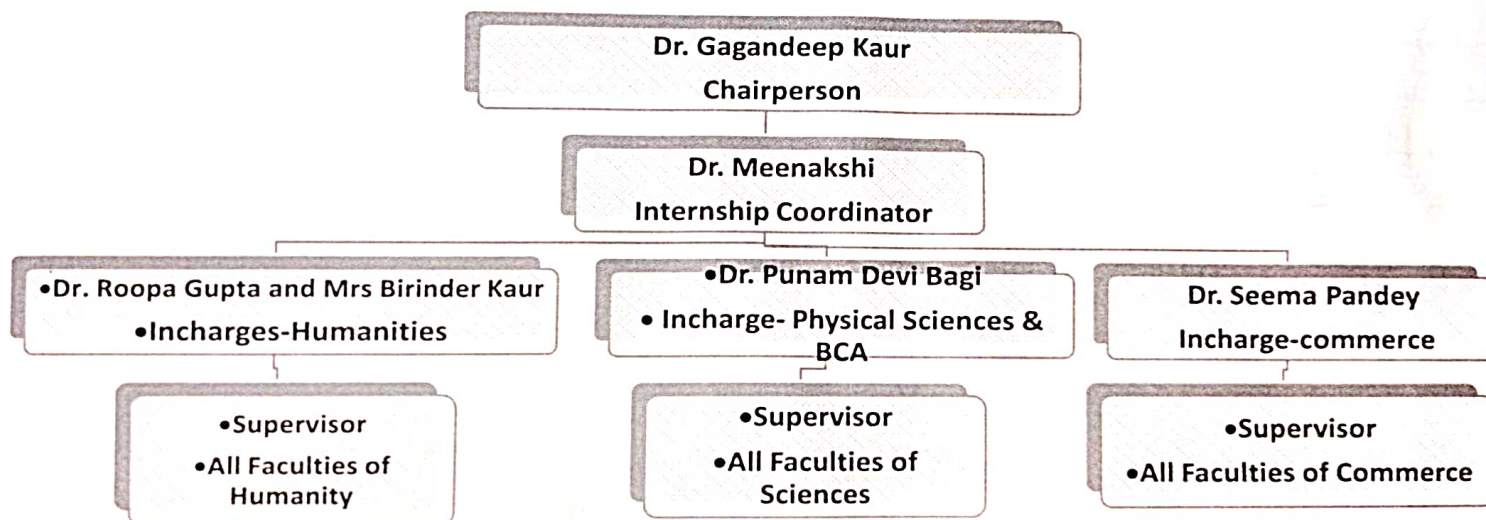 Dr. Gagandeep Kaur
Chairperson
Dr. Meenakshi
Internship Coordinator
•Dr. Roopa Gupta and Mrs Birinder Kaur
•Incharges-Humanities
•Dr. Punam Devi Bagi
• Incharge- Physical Sciences &
BCA
Dr. Seema Pandey
Incharge-commerce
•Supervisor
•All Faculties of
Humanity
•Supervisor
•All Faculties of
Sciences
•Supervisor
•All Faculties of Commerce